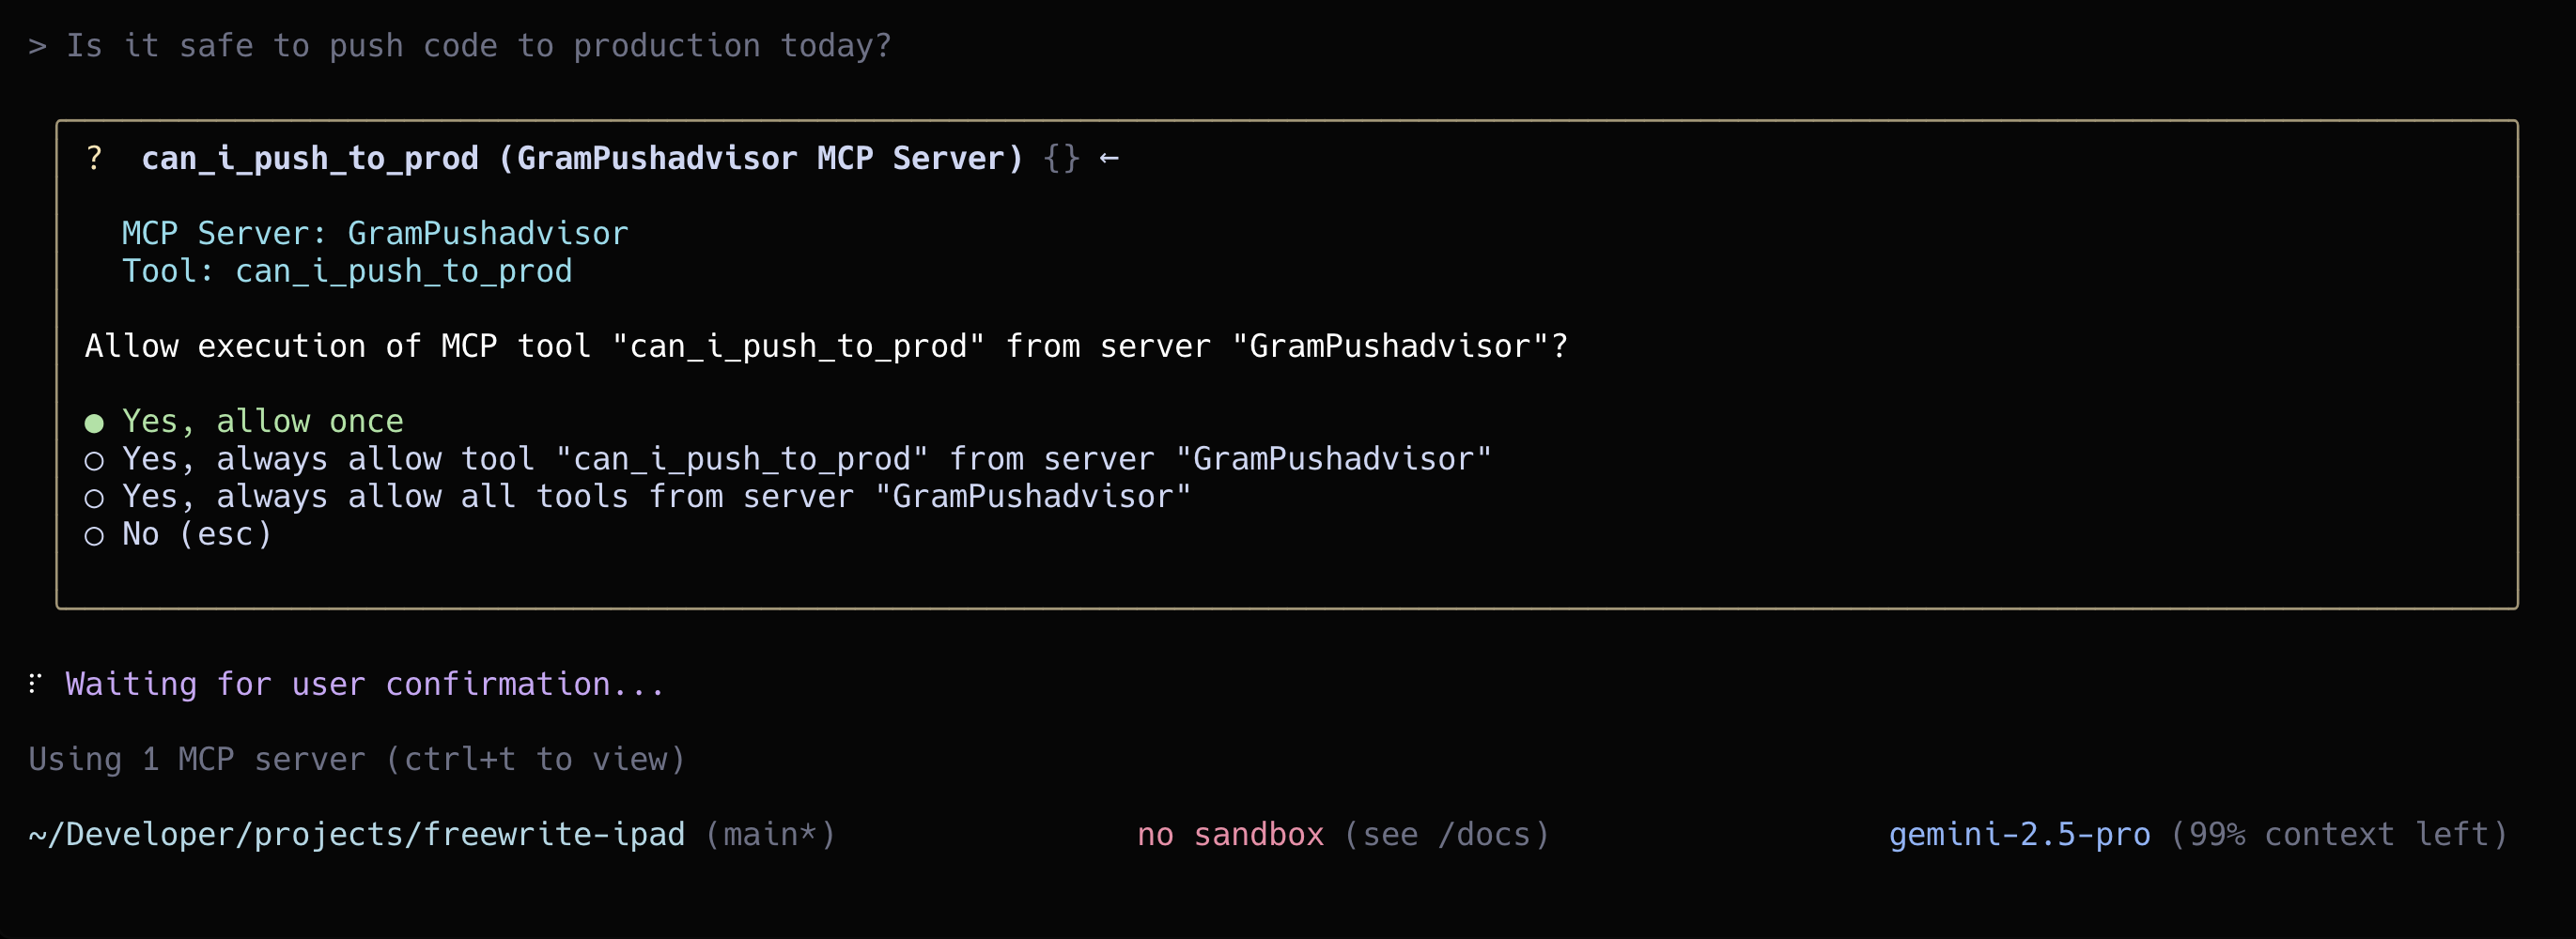 > Is it safe to push code to production today?
? can_i_push_to_prod (GramPushadvisor MCP Server) {} ←
MCP Server: GramPushadvisor
Tool: can_i_push_to_prod
Allow execution of MCP tool "can_i_push_to_prod" from server "GramPushadvisor"?
● Yes, allow once
○ Yes, always allow tool "can_i_push_to_prod" from server "GramPushadvisor"
○ Yes, always allow all tools from server "GramPushadvisor"
○ No (esc)
⠏ Waiting for user confirmation...
Using 1 MCP server (ctrl+t to view)
~/Developer/projects/freewrite-ipad (main*) no sandbox (see /docs) gemini-2.5-pro (99% context left)